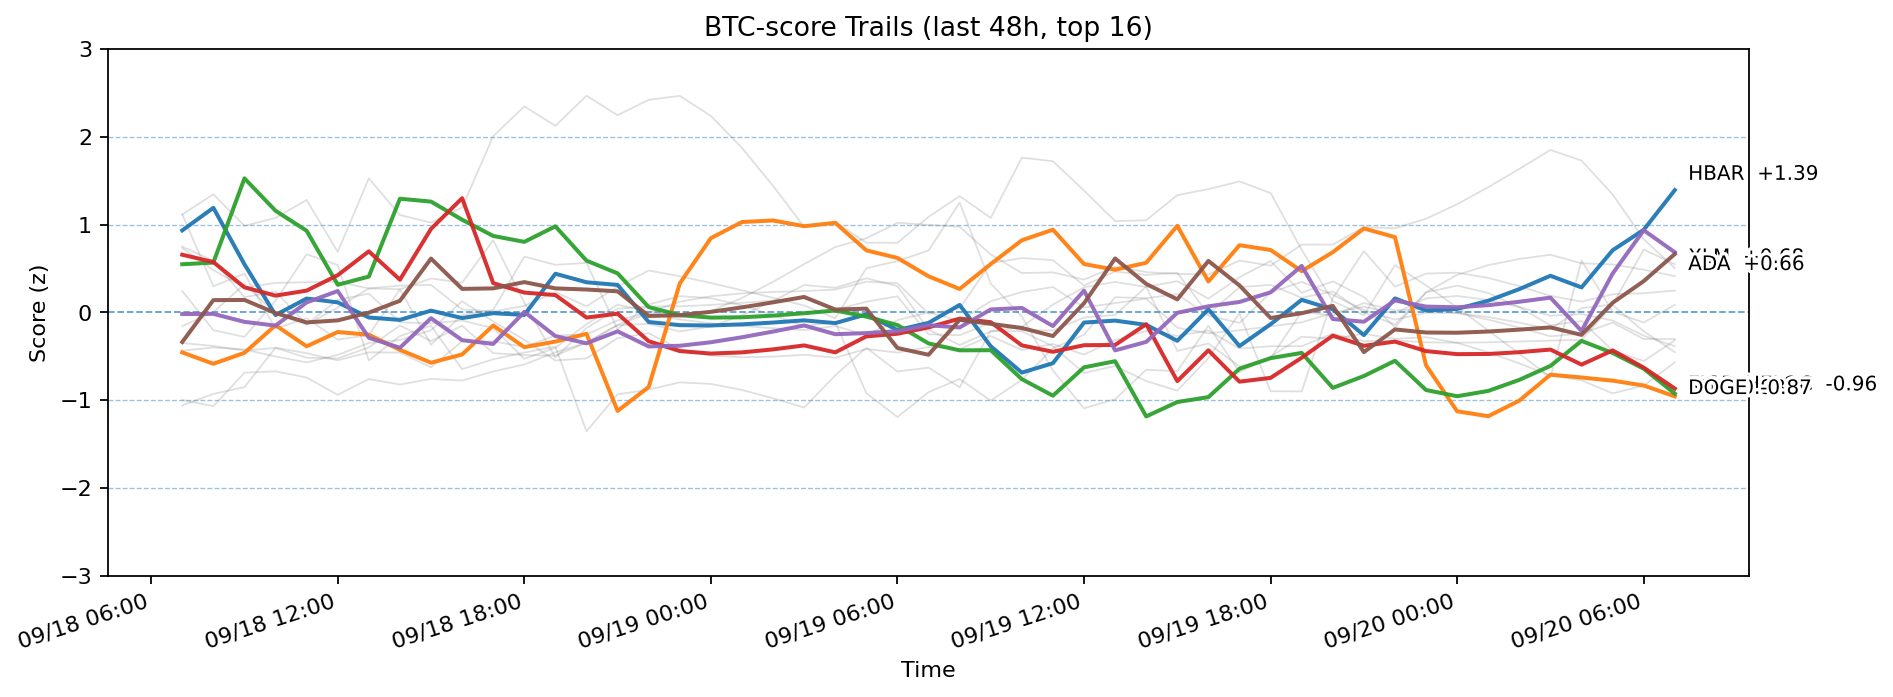 BTC-score Trails (last 48h, top 16)
Score (z)
3
2
1
0
−1
−2
−3
HBAR +1.39
ADA +0.66
DOGE -0.87
-0.96
09/18 06:00
09/18 12:00
09/18 18:00
09/19 00:00
09/19 06:00
09/19 12:00
09/19 18:00
09/20 00:00
09/20 06:00
Time